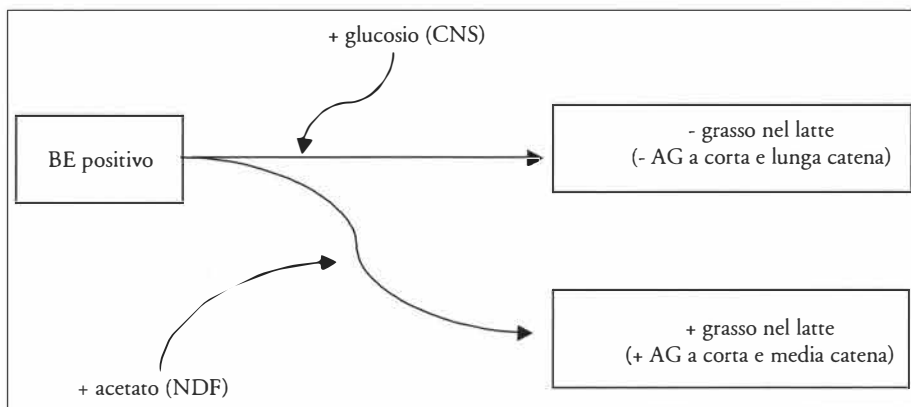 + glucosio (CNS)
BE positivo
- grasso nel latte
(- AG a corta e lunga catena)
+ grasso nel latte
(+ AG a corta e media catena)
+ acetato (NDF)